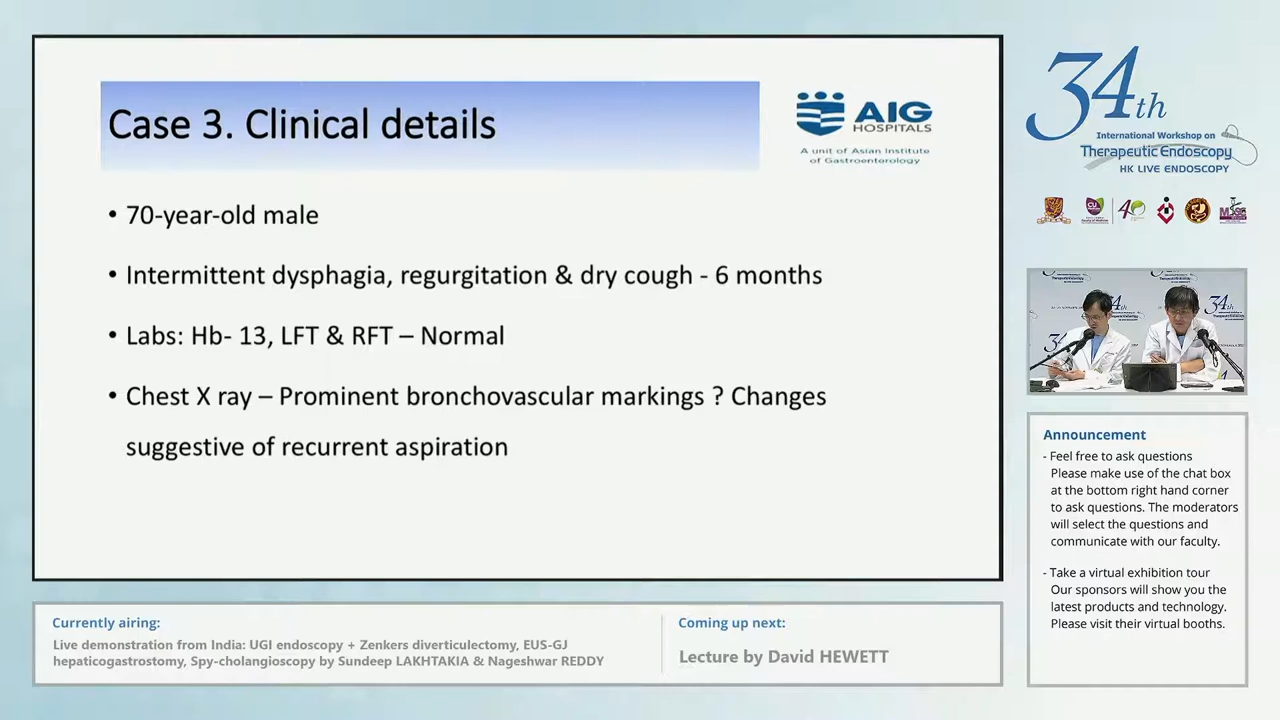 Case 3. Clinical details
AIG
HOSPITALS
A unit of Asian Institute
of Gastroenterology
• 70-year-old male
• Intermittent dysphagia, regurgitation & dry cough - 6 months
• Labs: Hb- 13, LFT & RFT – Normal
• Chest X ray – Prominent bronchovascular markings ? Changes
suggestive of recurrent aspiration
34th
International Workshop on
Therapeutic Endoscopy
HK LIVE ENDOSCOPY
Announcement
- Feel free to ask questions
Please make use of the chat box
at the bottom right hand corner
to ask questions. The moderators
will select the questions and
communicate with our faculty.
- Take a virtual exhibition tour
Our sponsors will show you the
latest products and technology.
Please visit their virtual booths.
Currently airing:
Live demonstration from India: UGI endoscopy + Zenkers diverticulectomy, EUS-GJ
hepaticogastrostomy, Spy-cholangioscopy by Sundeep LAKHTAKIA & Nageshwar REDDY
Coming up next:
Lecture by David HEWETT